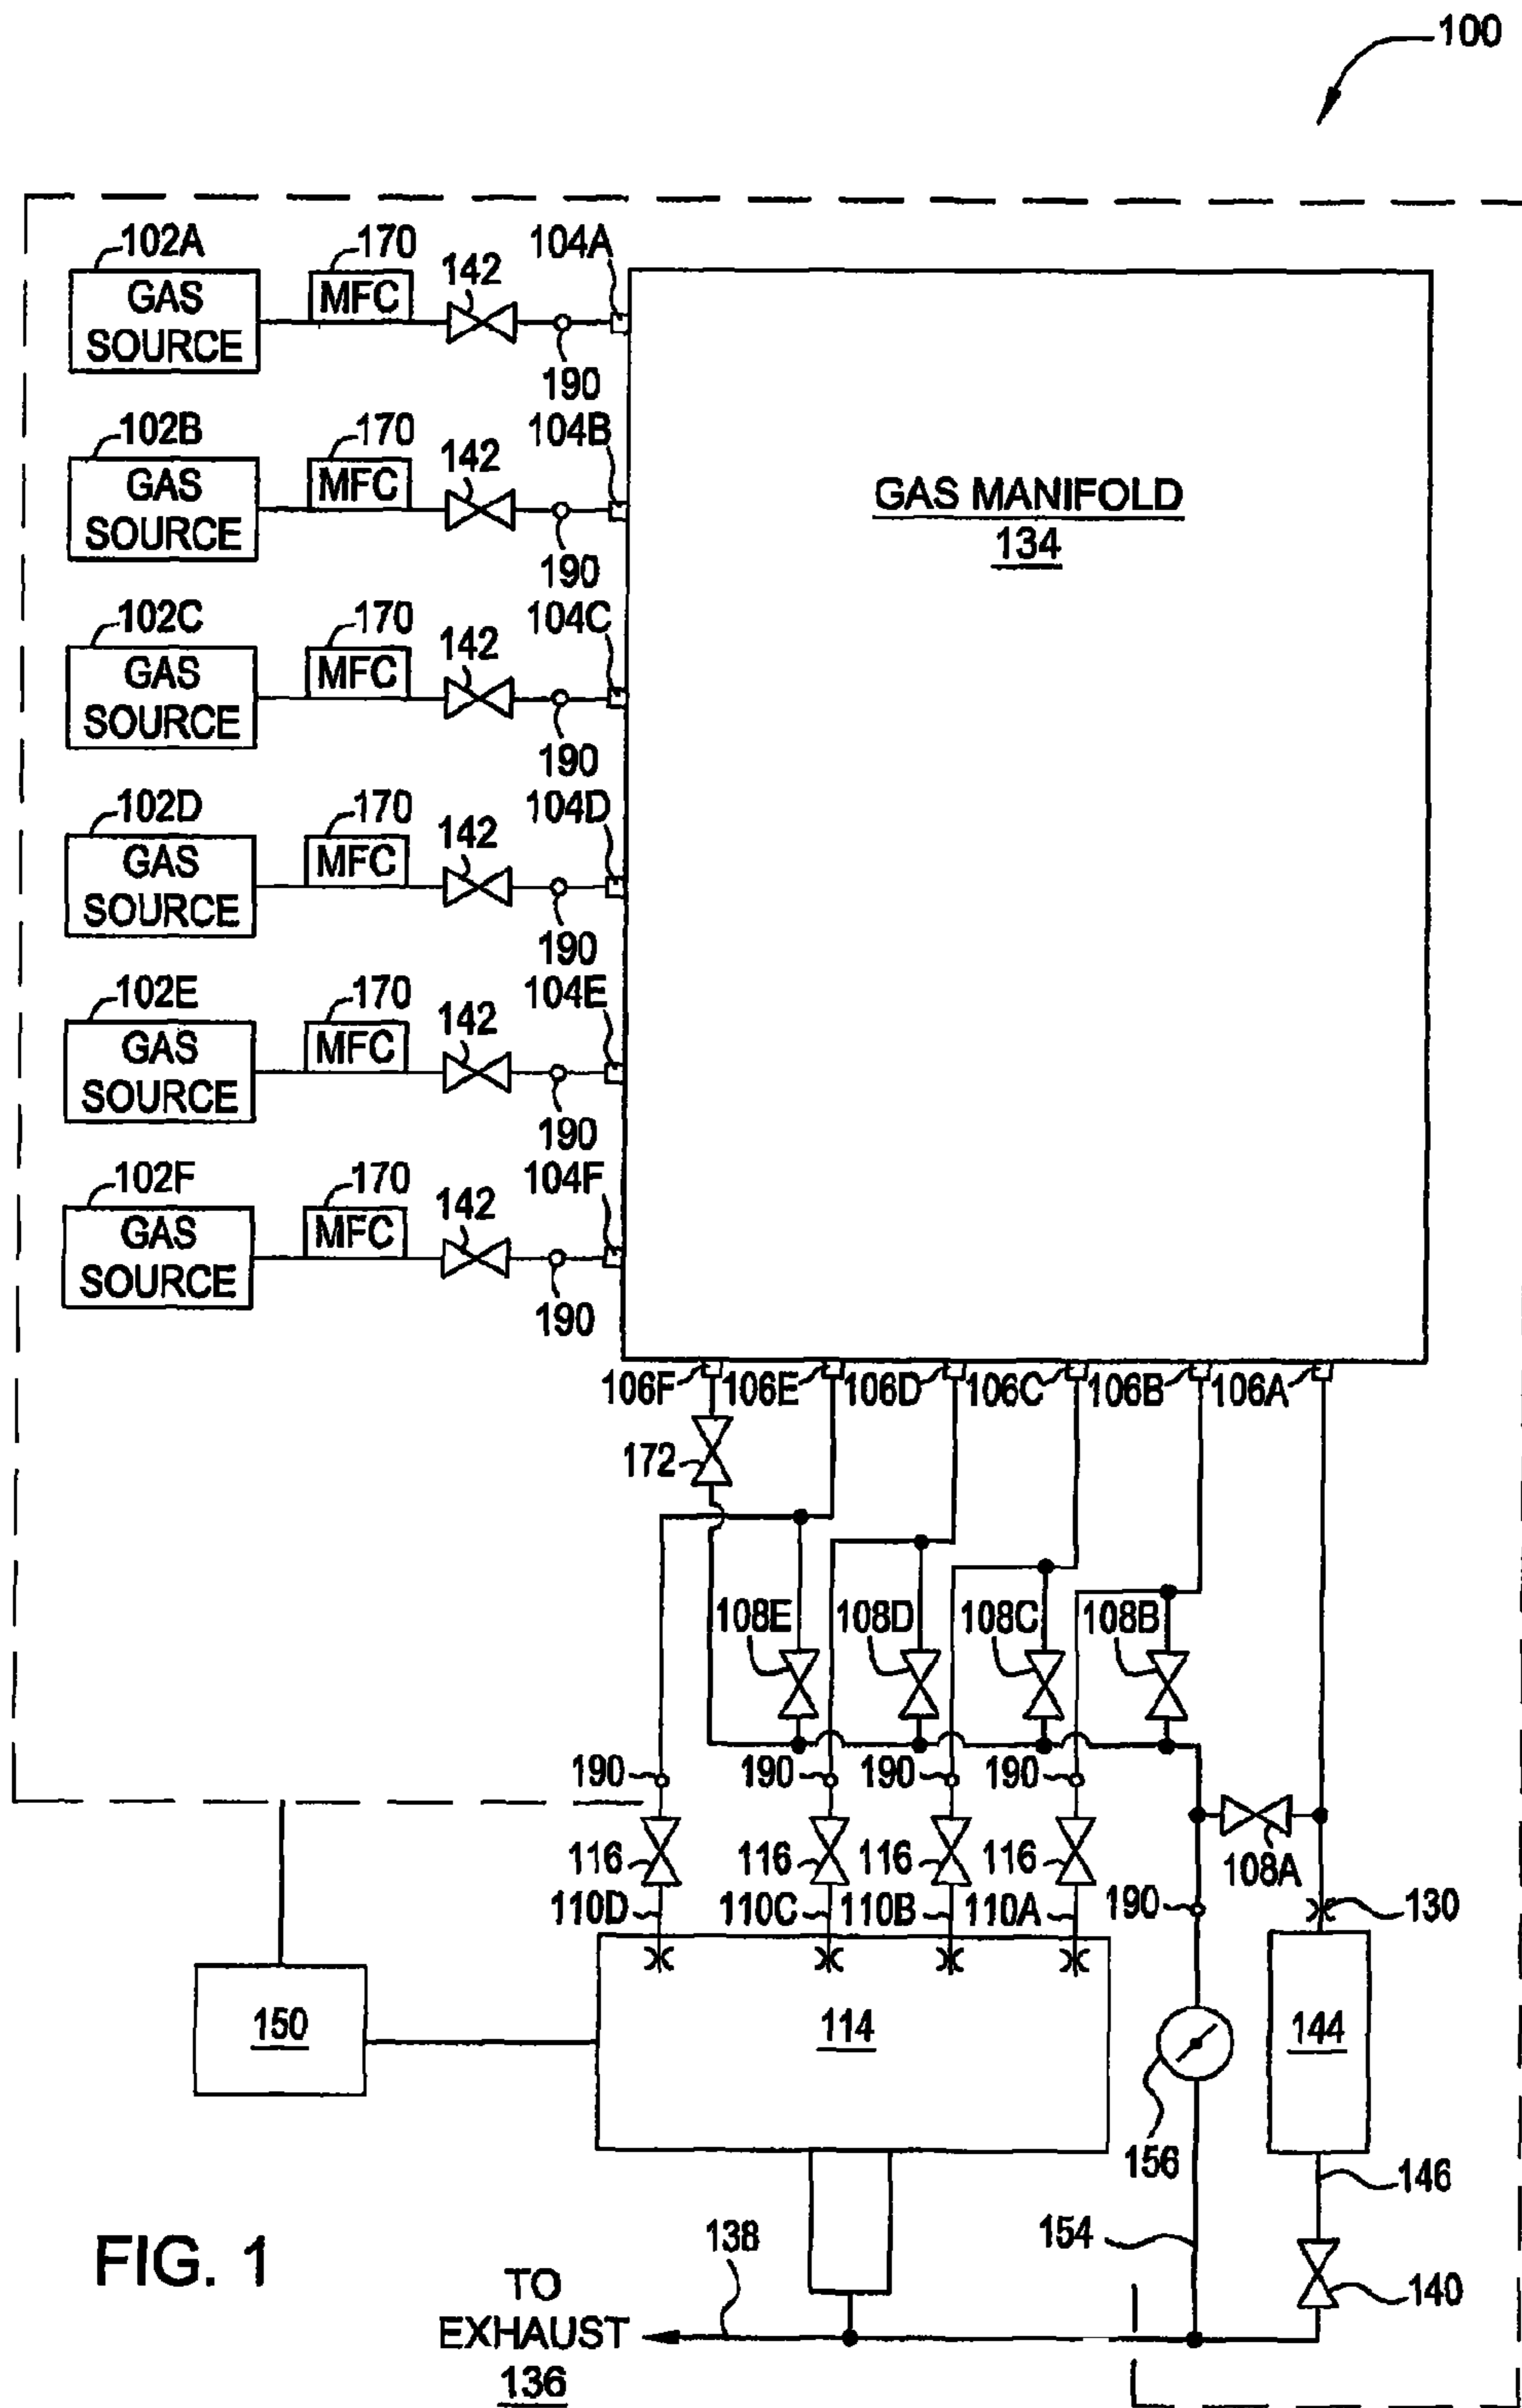 100
102A 170 142 104A
GAS SOURCE MFC
190
102B 170 142 104B
GAS SOURCE MFC
190
GAS MANIFOLD
134
102C 170 142 104C
GAS SOURCE MFC
190
102D 170 142 104D
GAS SOURCE MFC
190
102E 170 142 104E
GAS SOURCE MFC
190
102F 170 142 104F
GAS SOURCE MFC
190
106F 106E 106D 106C 106B 106A
172
108E 108D 108C 108B
190 190 190 190
116 116 116 116 108A
110D 110C 110B 110A 190 130
150 114 144
156
146
138 154
140
FIG. 1
TO
EXHAUST
136